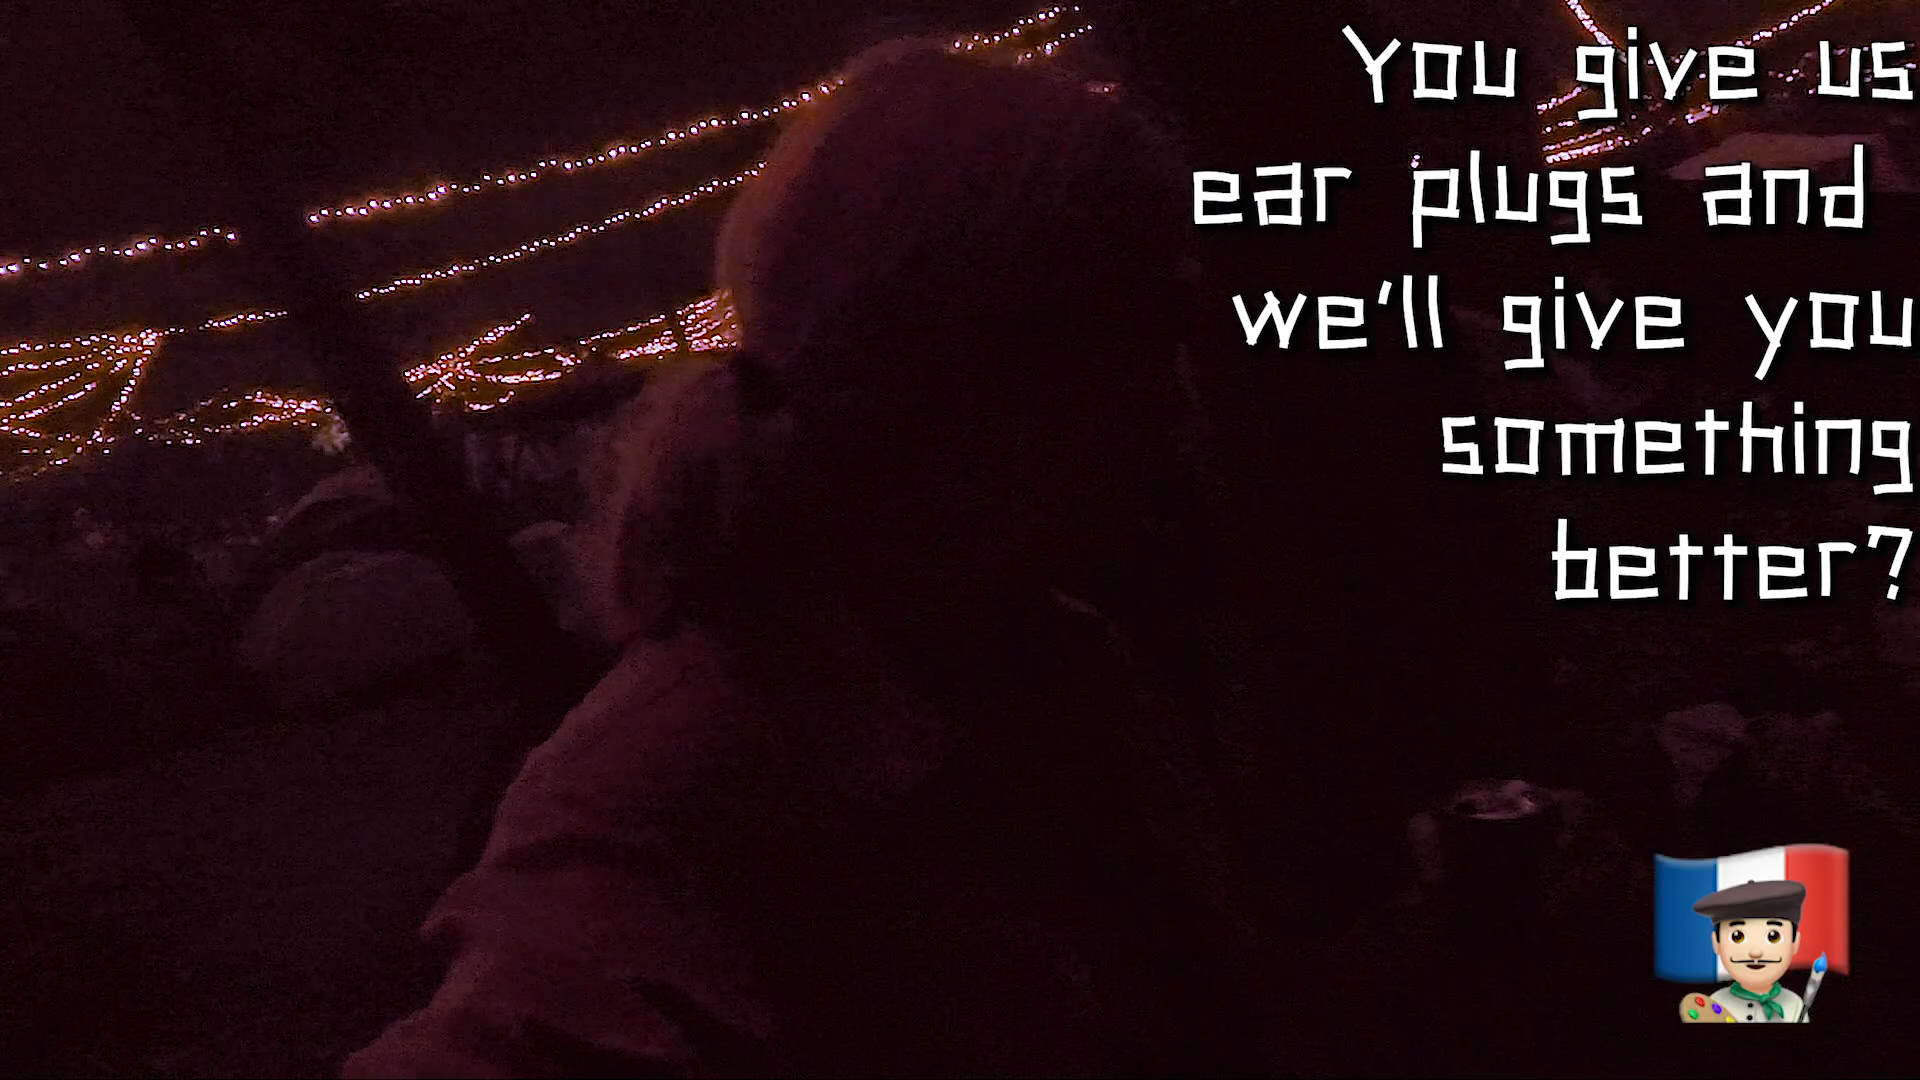 You give us
ear plugs and
we'll give you
something
better?